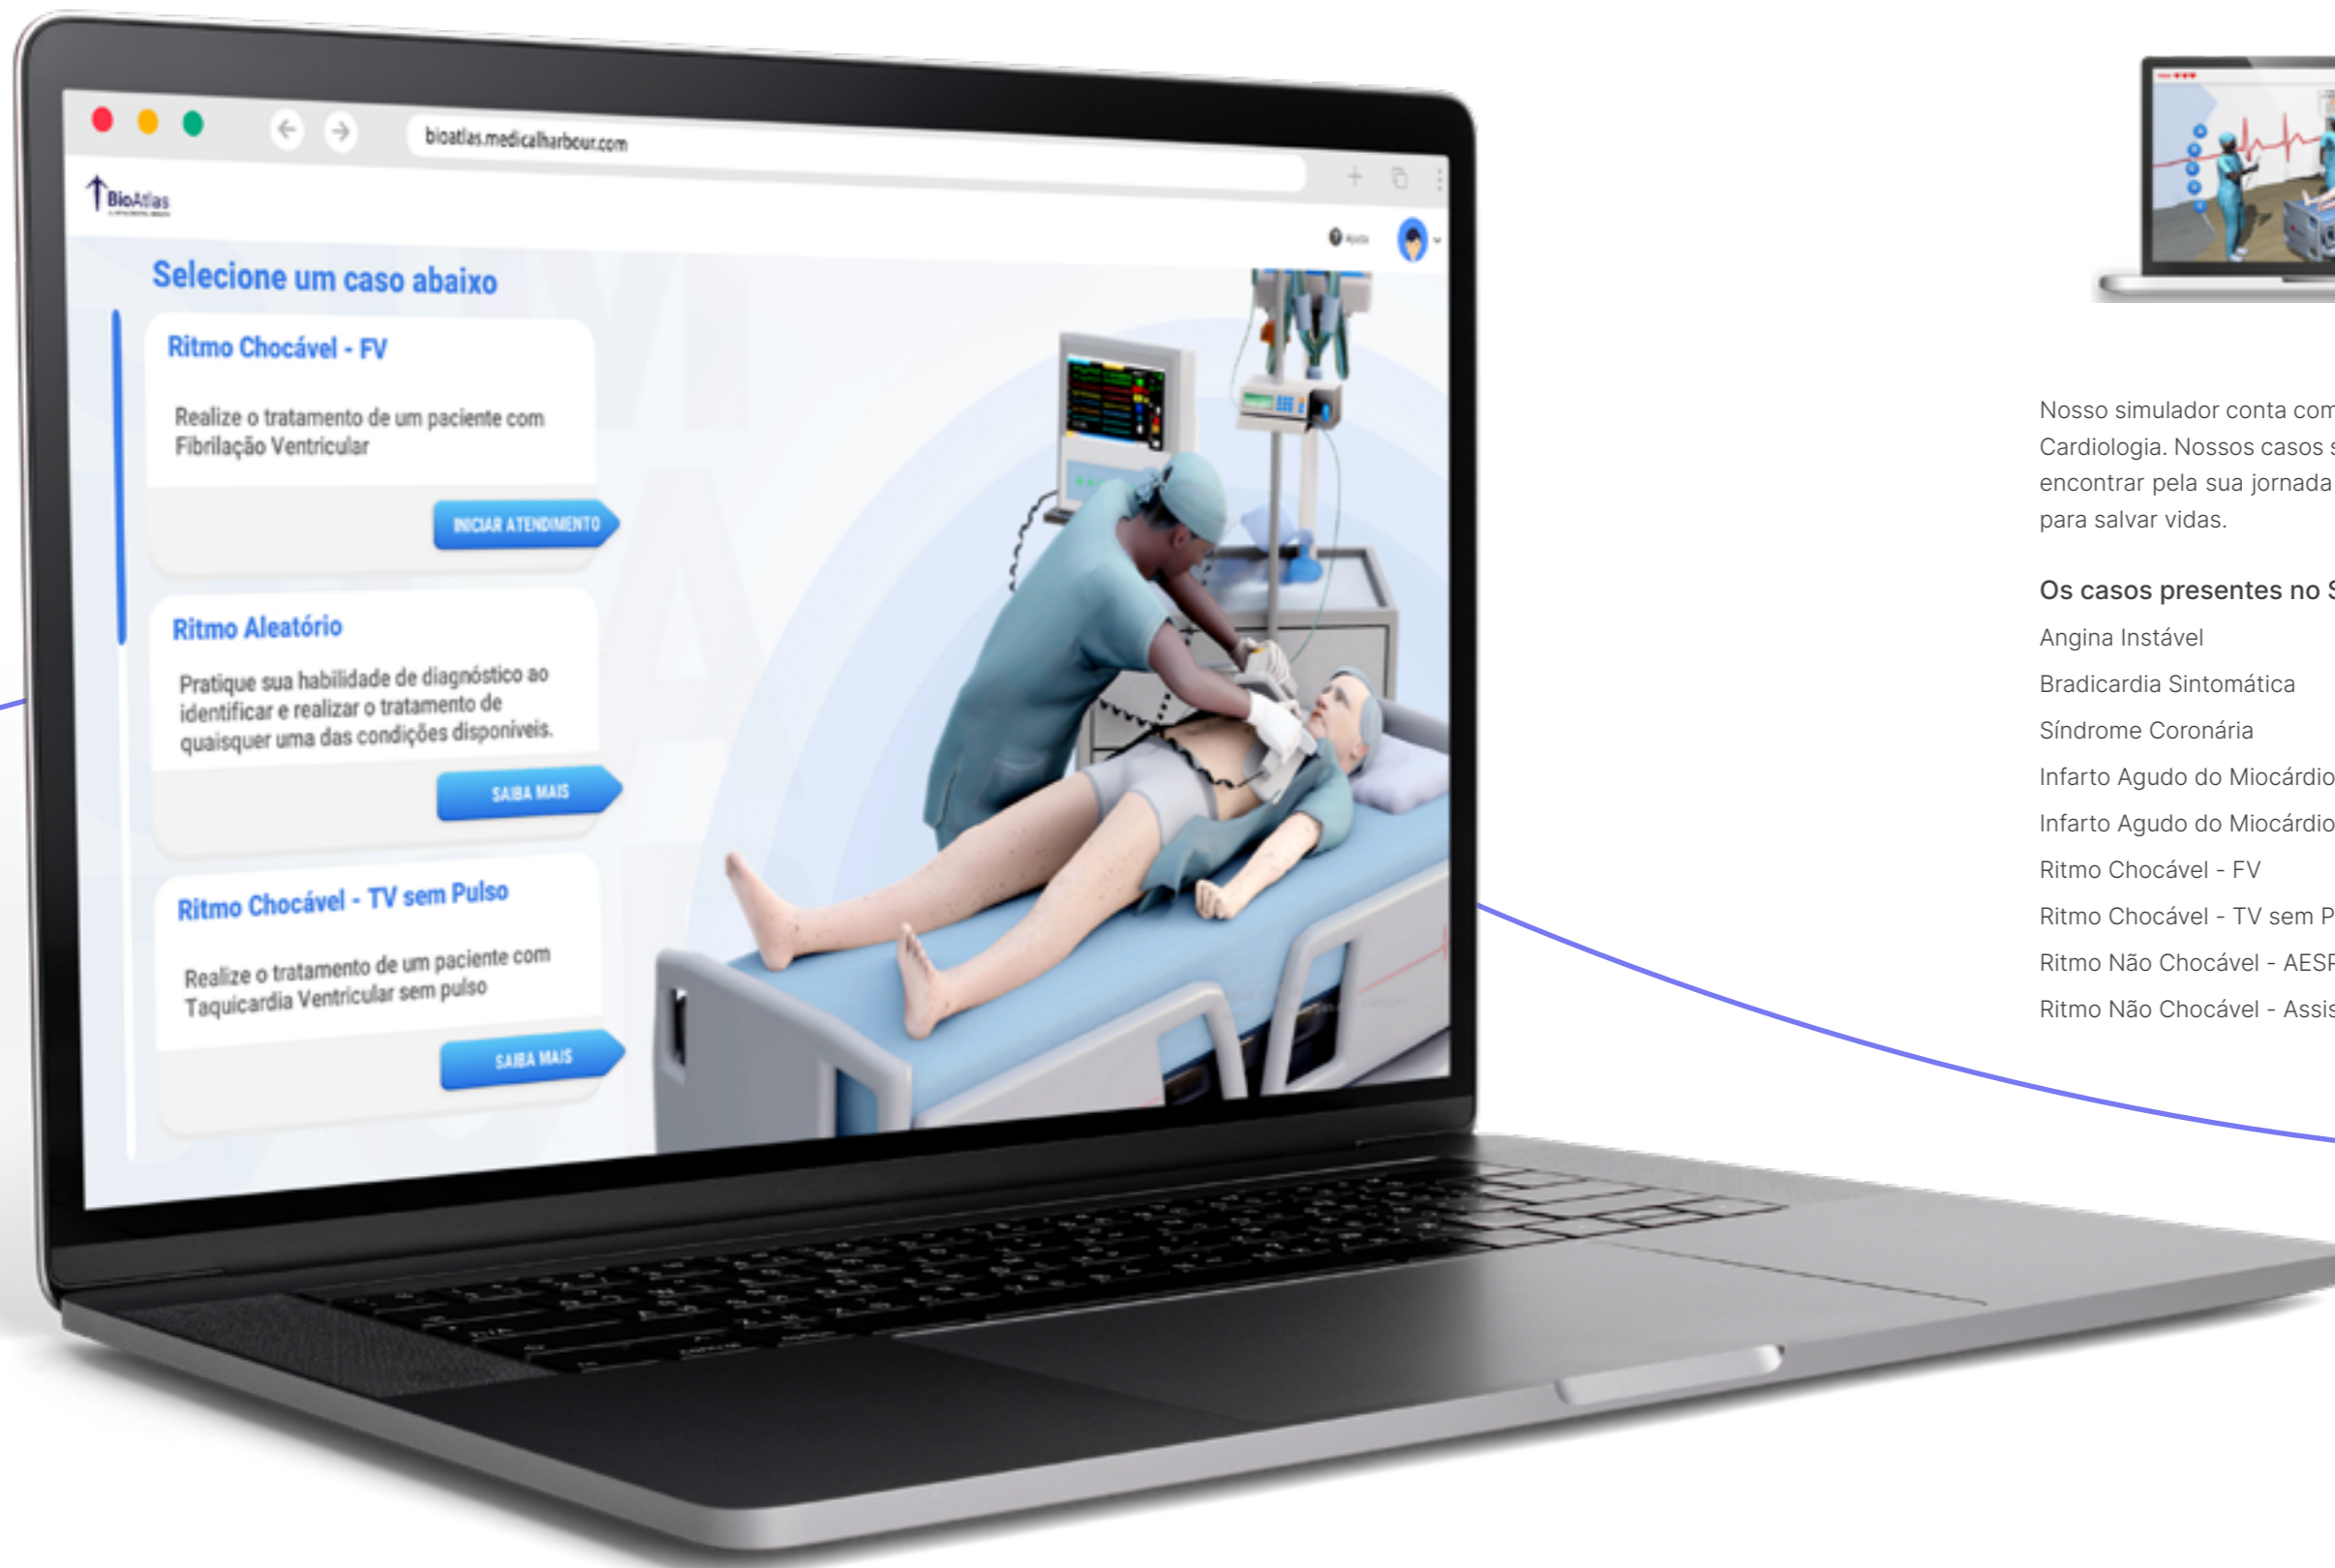 bioatlas.medicalharbour.com
BioAtlas
Ajuda
Selecione um caso abaixo
Ritmo Chocável - FV
Realize o tratamento de um paciente com
Fibrilação Ventricular
INICIAR ATENDIMENTO
Ritmo Aleatório
Pratique sua habilidade de diagnóstico ao
identificar e realizar o tratamento de
quaisquer uma das condições disponíveis.
SAIBA MAIS
Ritmo Chocável - TV sem Pulso
Realize o tratamento de um paciente com
Taquicardia Ventricular sem pulso
SAIBA MAIS
Nosso simulador conta com
Cardiologia. Nossos casos s
encontrar pela sua jornada
para salvar vidas.
Os casos presentes no S
Angina Instável
Bradicardia Sintomática
Síndrome Coronária
Infarto Agudo do Miocárdio
Infarto Agudo do Miocárdio
Ritmo Chocável - FV
Ritmo Chocável - TV sem P
Ritmo Não Chocável - AESP
Ritmo Não Chocável - Assis